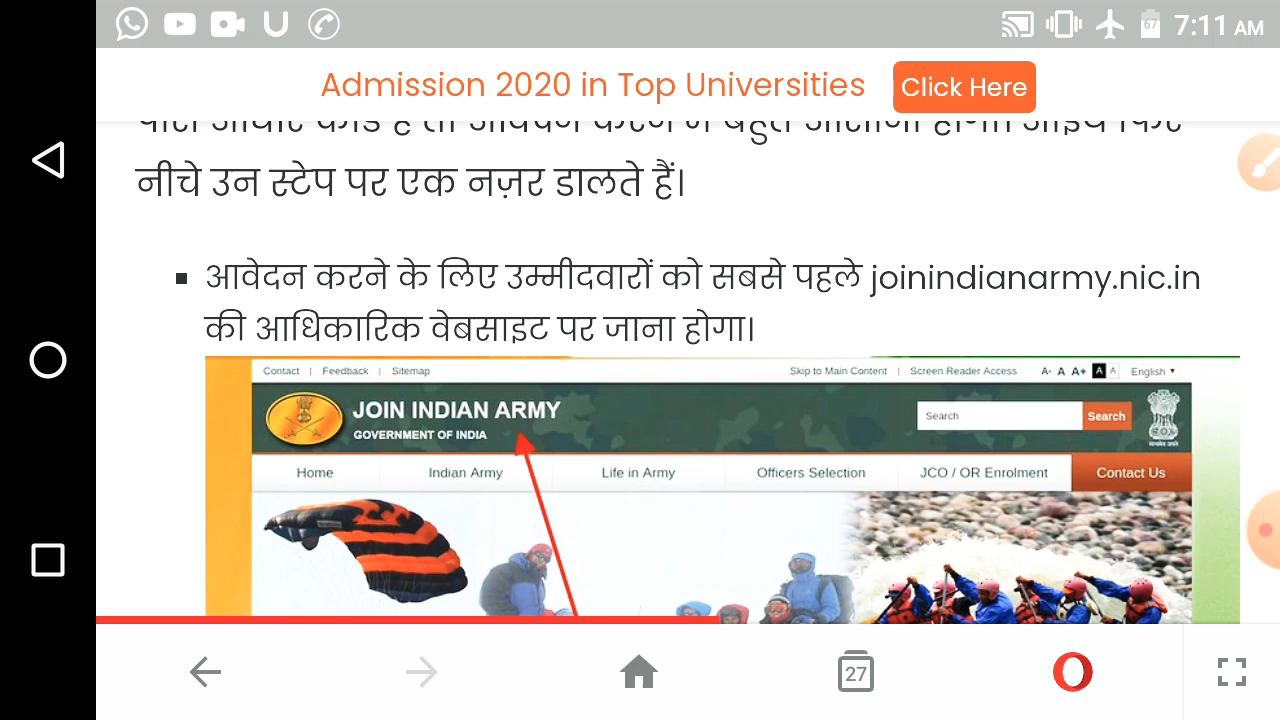 67 7:11 AM
Admission 2020 in Top Universities Click Here
नीचे उन स्टेप पर एक नज़र डालते हैं।
आवेदन करने के लिए उम्मीदवारों को सबसे पहले joinindianarmy.nic.in
की आधिकारिक वेबसाइट पर जाना होगा।
Contact | Feedback | Sitemap Skip to Main Content | Screen Reader Access A- A A+ A A English
JOIN INDIAN ARMY
GOVERNMENT OF INDIA
Search Search
Home Indian Army Life in Army Officers Selection JCO / OR Enrolment Contact Us
27